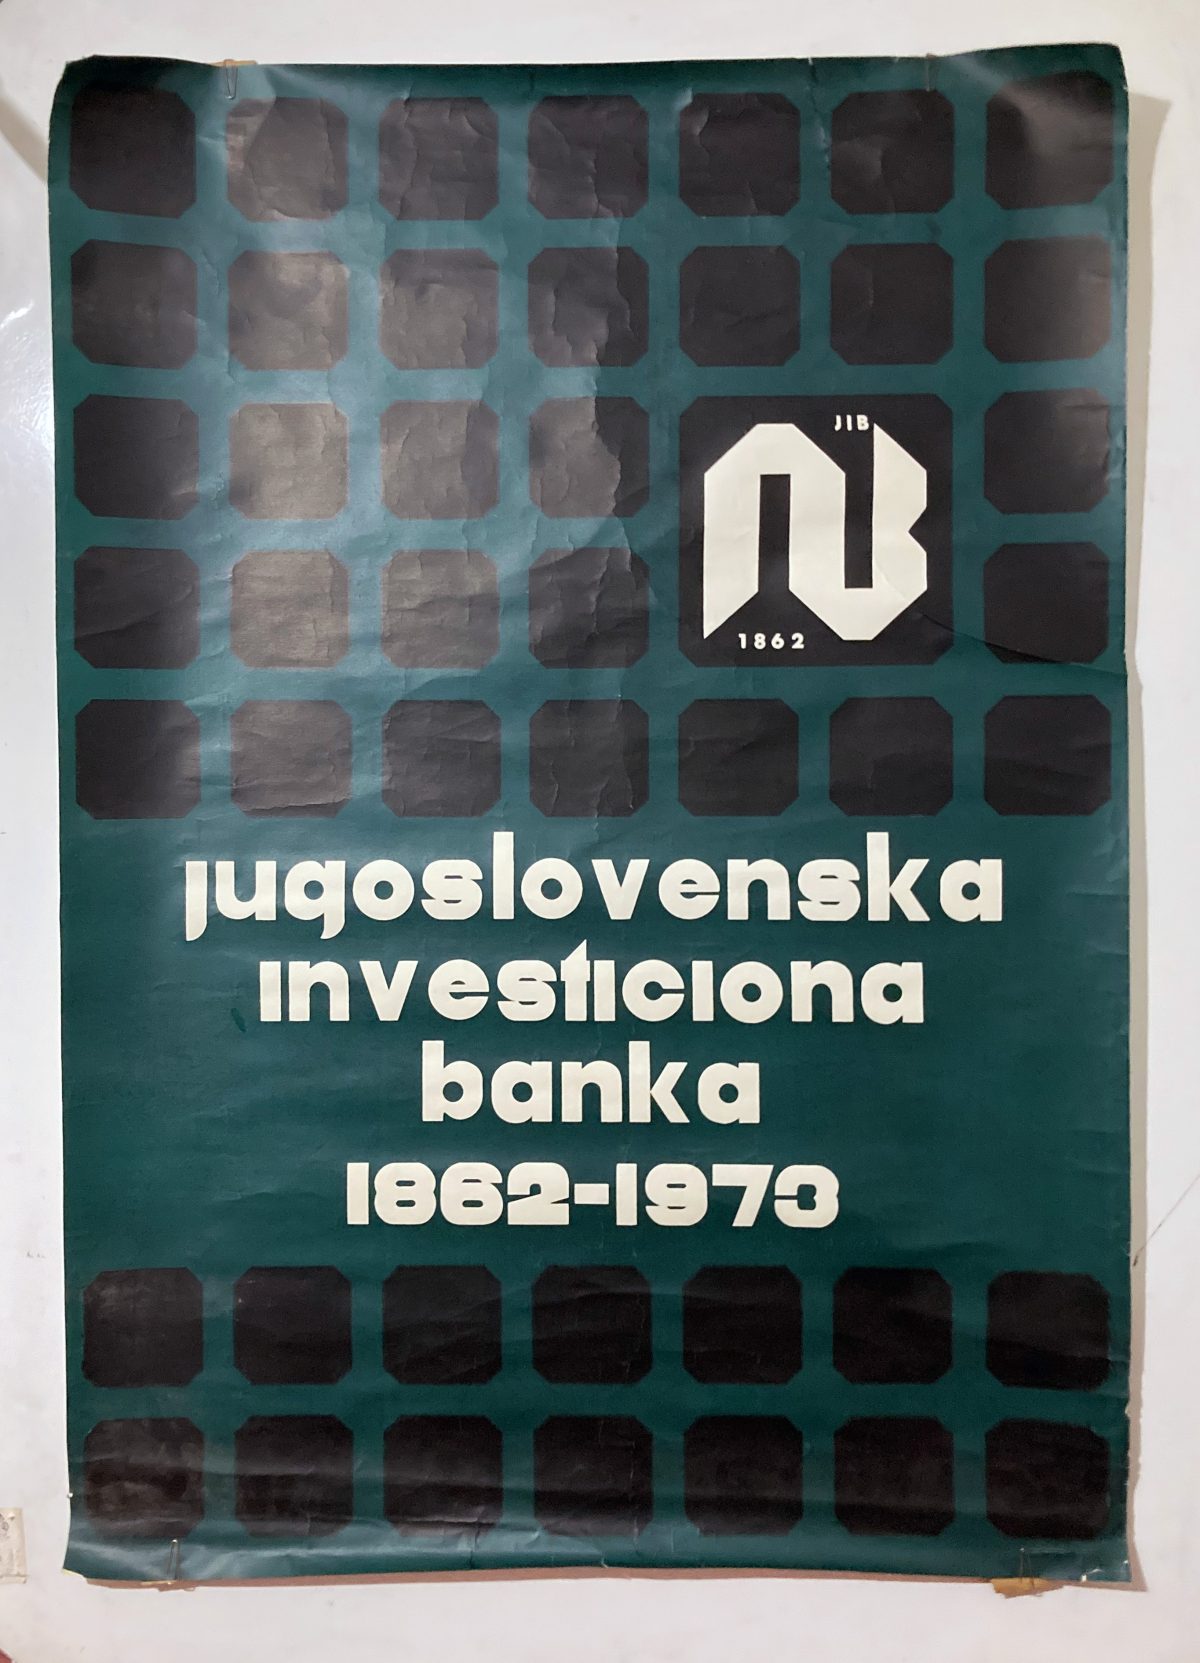 JIB
1862
jugoslovenska
investiciona
banka
1862-1973